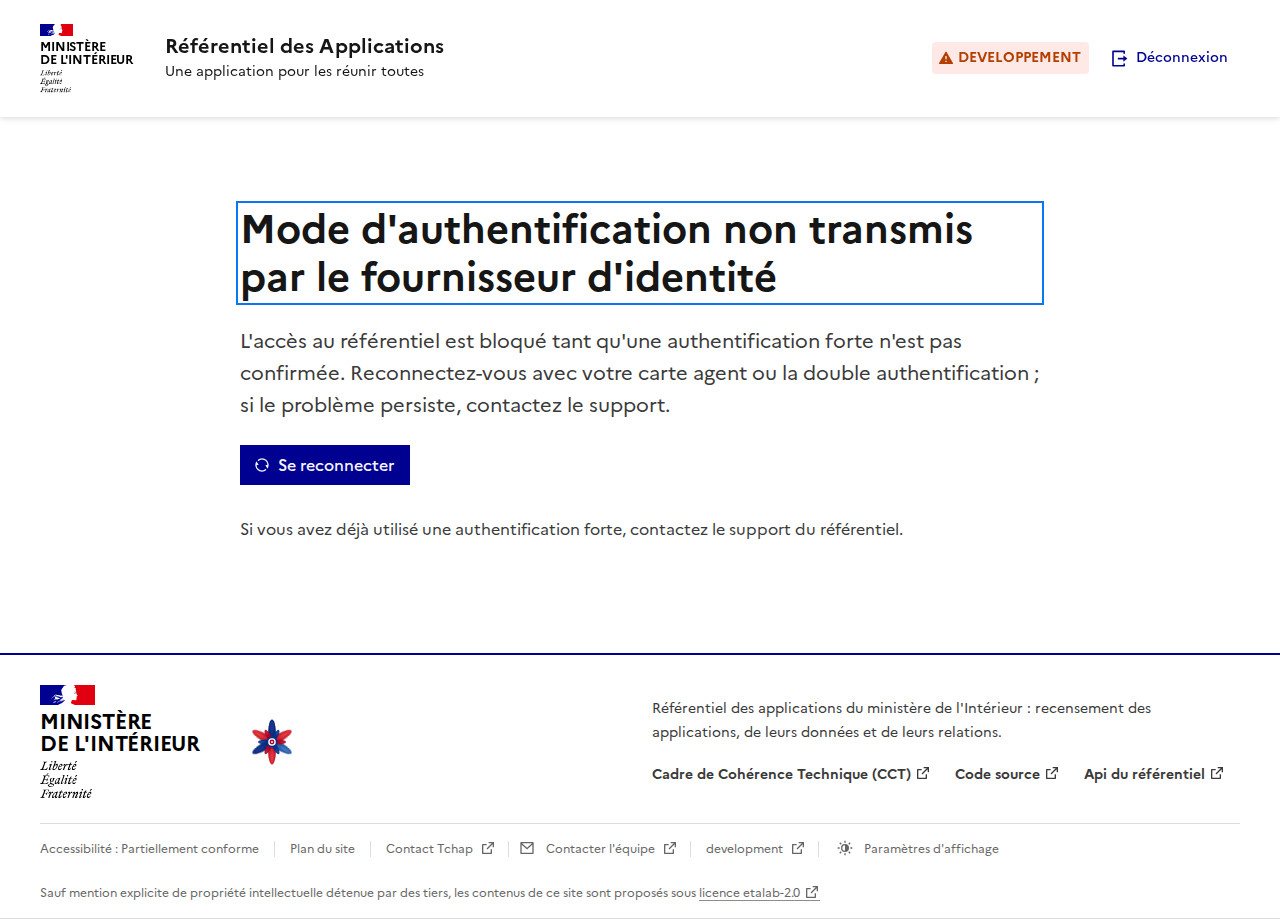 MINISTÈRE
DE L'INTÉRIEUR
Liberté
Égalité
Fraternité
Référentiel des Applications
Une application pour les réunir toutes
DEVELOPPEMENT
Déconnexion
Mode d'authentification non transmis
par le fournisseur d'identité
L'accès au référentiel est bloqué tant qu'une authentification forte n'est pas
confirmée. Reconnectez-vous avec votre carte agent ou la double authentification ;
si le problème persiste, contactez le support.
Se reconnecter
Si vous avez déjà utilisé une authentification forte, contactez le support du référentiel.
MINISTÈRE
DE L'INTÉRIEUR
Liberté
Égalité
Fraternité
Référentiel des applications du ministère de l'Intérieur : recensement des
applications, de leurs données et de leurs relations.
Cadre de Cohérence Technique (CCT) Code source Api du référentiel
Accessibilité : Partiellement conforme Plan du site Contact Tchap Contacter l'équipe development Paramètres d'affichage
Sauf mention explicite de propriété intellectuelle détenue par des tiers, les contenus de ce site sont proposés sous licence etalab-2.0